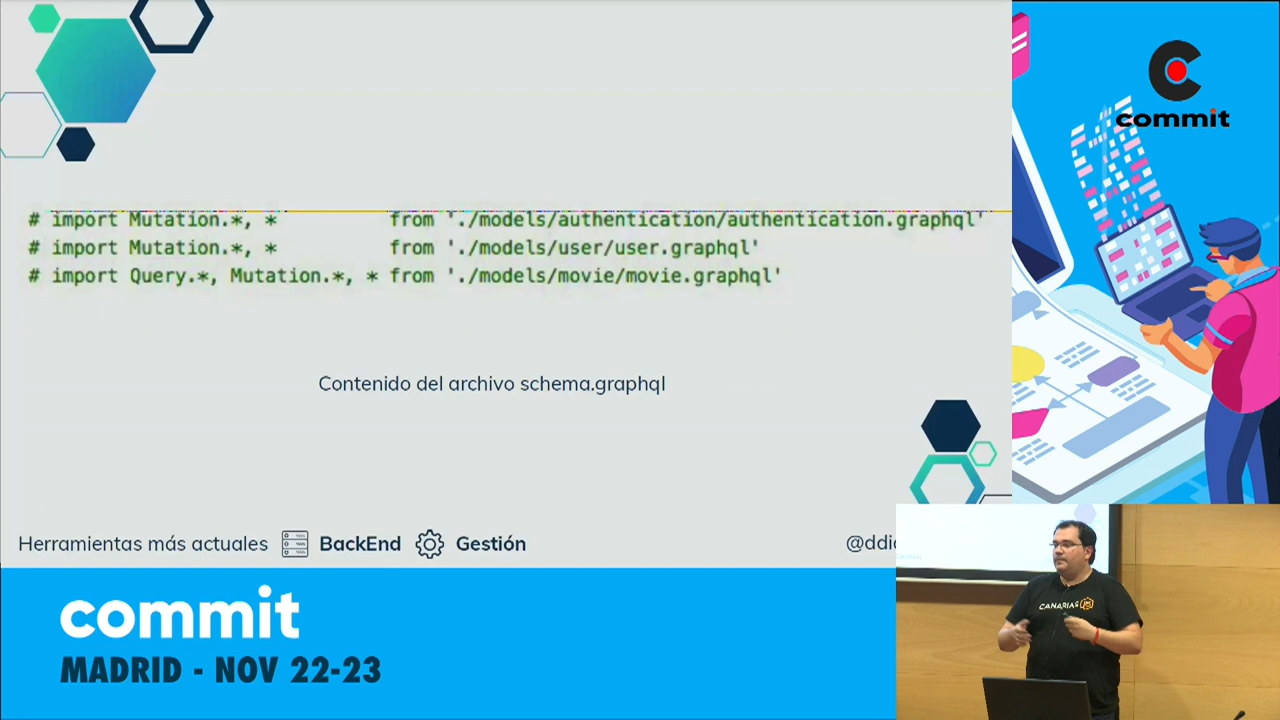 commit
# import Mutation.*, * from './models/authentication/authentication.graphql'
# import Mutation.*, * from './models/user/user.graphql'
# import Query.*, Mutation.*, * from './models/movie/movie.graphql'
Contenido del archivo schema.graphql
Herramientas más actuales BackEnd Gestión
commit
MADRID - NOV 22-23
CANARIAS